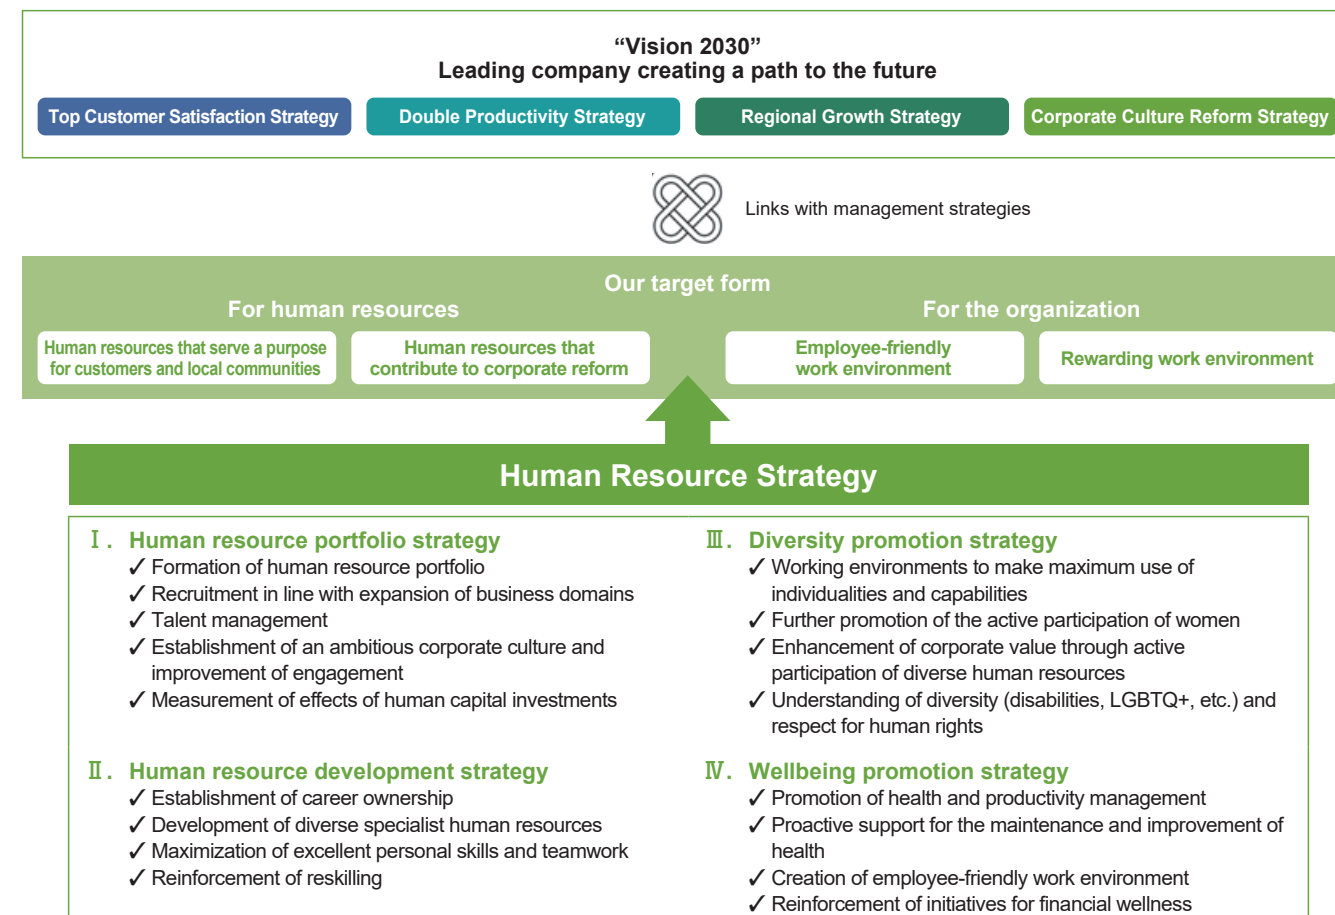 “Vision 2030”
Leading company creating a path to the future
Top Customer Satisfaction Strategy
Double Productivity Strategy
Regional Growth Strategy
Corporate Culture Reform Strategy
Links with management strategies
Our target form
For human resources
Human resources that serve a purpose
for customers and local communities
Human resources that
contribute to corporate reform
For the organization
Employee-friendly
work environment
Rewarding work environment
Human Resource Strategy
Ⅰ. Human resource portfolio strategy
✓ Formation of human resource portfolio
✓ Recruitment in line with expansion of business domains
✓ Talent management
✓ Establishment of an ambitious corporate culture and
improvement of engagement
✓ Measurement of effects of human capital investments
Ⅱ. Human resource development strategy
✓ Establishment of career ownership
✓ Development of diverse specialist human resources
✓ Maximization of excellent personal skills and teamwork
✓ Reinforcement of reskilling
Ⅲ. Diversity promotion strategy
✓ Working environments to make maximum use of
individualities and capabilities
✓ Further promotion of the active participation of women
✓ Enhancement of corporate value through active
participation of diverse human resources
✓ Understanding of diversity (disabilities, LGBTQ+, etc.) and
respect for human rights
Ⅳ. Wellbeing promotion strategy
✓ Promotion of health and productivity management
✓ Proactive support for the maintenance and improvement of
health
✓ Creation of employee-friendly work environment
✓ Reinforcement of initiatives for financial wellness